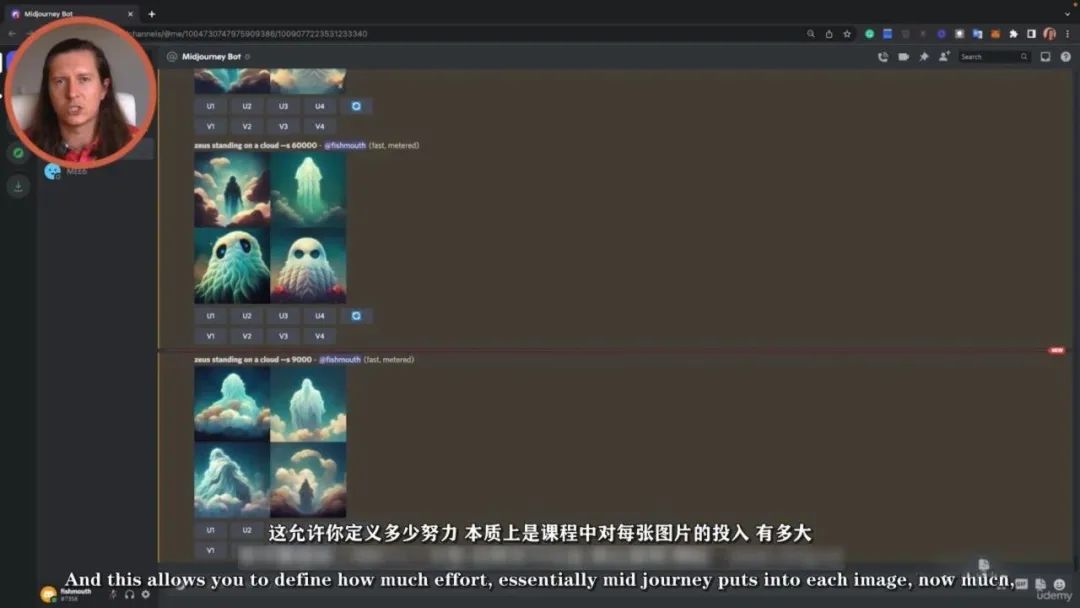 Midjourney Bot
channels/@me/1004730747975909386/1009077223531233340
Midjourney Bot
Search
U1 U2 U3 U4
V1 V2 V3 V4
zeus standing on a cloud --s 60000 - @fishmouth (fast, metered)
MEE6
U1 U2 U3 U4
V1 V2 V3 V4
NEW
zeus standing on a cloud --s 9000 - @fishmouth (fast, metered)
U1 U2
这允许你定义多少努力 本质上是课程中对每张图片的投入 有多大
V1
And this allows you to define how much effort, essentially mid journey puts into each image, how much,
GIF
fishmouth
#7358
udemy